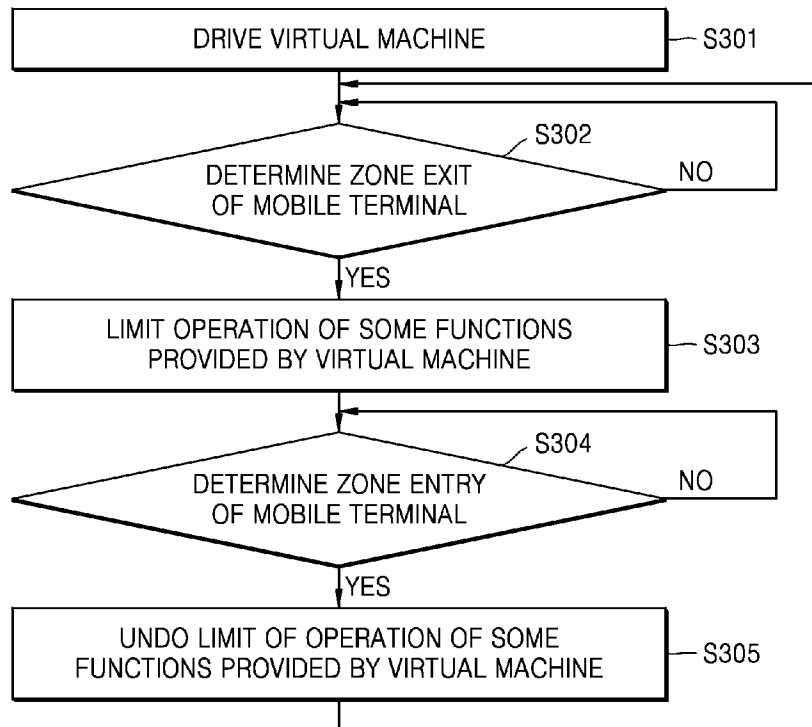 DRIVE VIRTUAL MACHINE
S301
S302
DETERMINE ZONE EXIT
OF MOBILE TERMINAL
NO
YES
LIMIT OPERATION OF SOME FUNCTIONS
PROVIDED BY VIRTUAL MACHINE
S303
S304
DETERMINE ZONE ENTRY
OF MOBILE TERMINAL
NO
YES
UNDO LIMIT OF OPERATION OF SOME
FUNCTIONS PROVIDED BY VIRTUAL MACHINE
S305